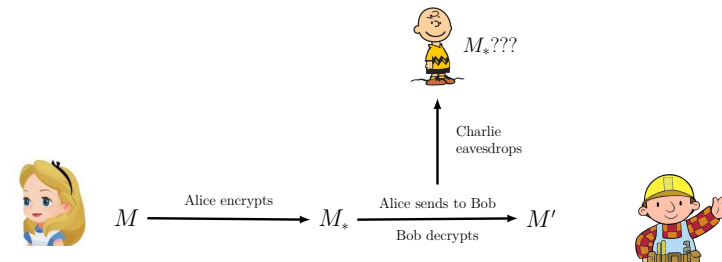 M_*???
Charlie
eavesdrops
Alice encrypts
Alice sends to Bob
M
M_*
M'
Bob decrypts